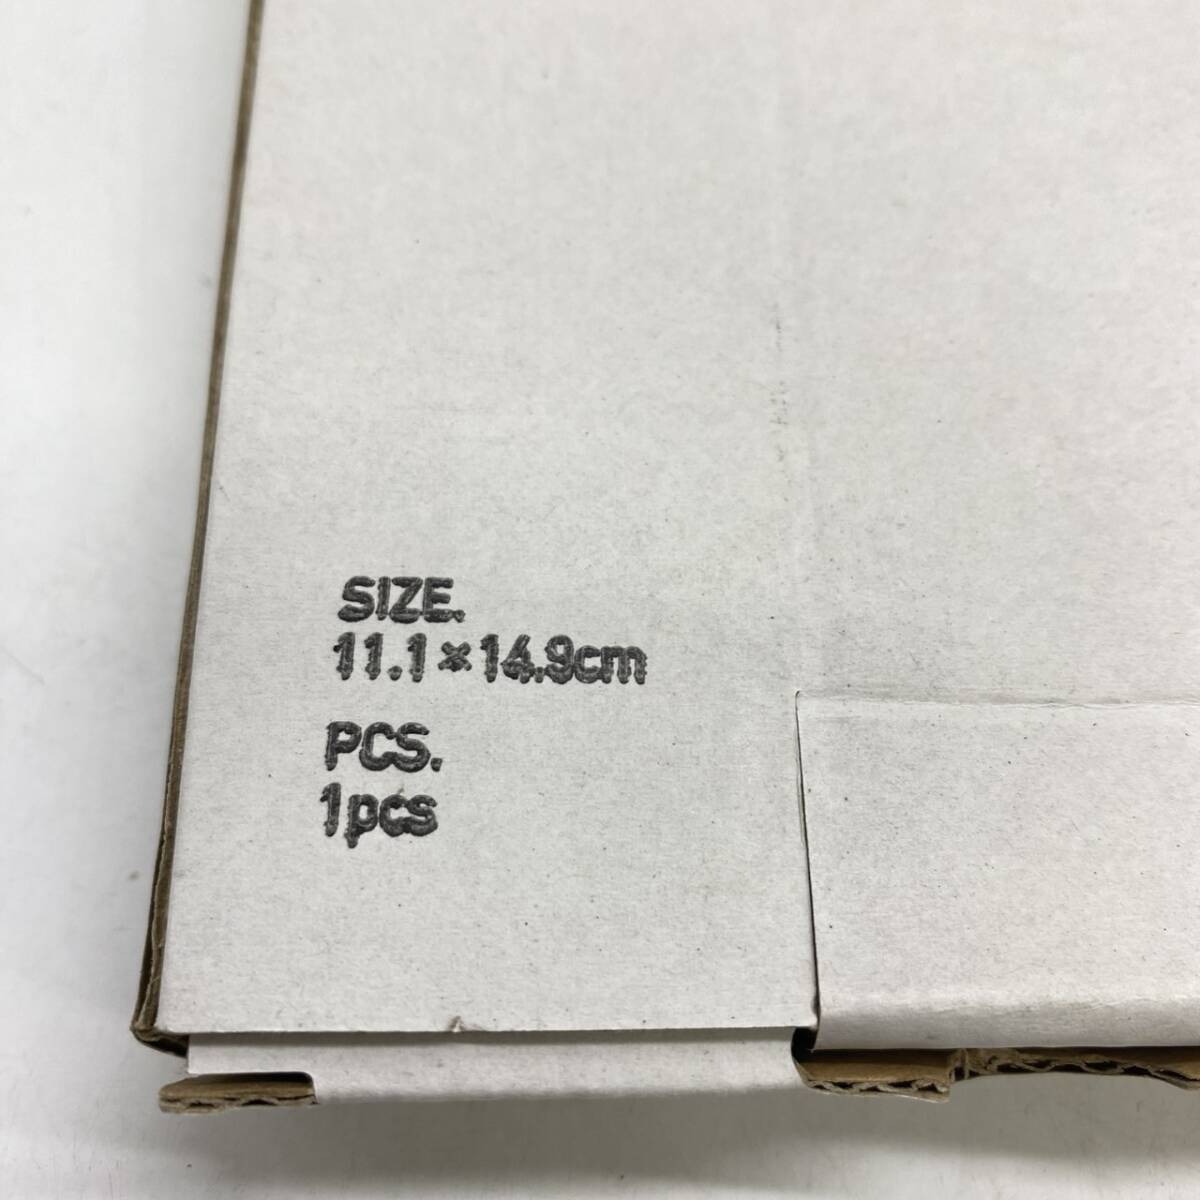 SIZE.
11.1×14.9cm
PCS.
1pcs